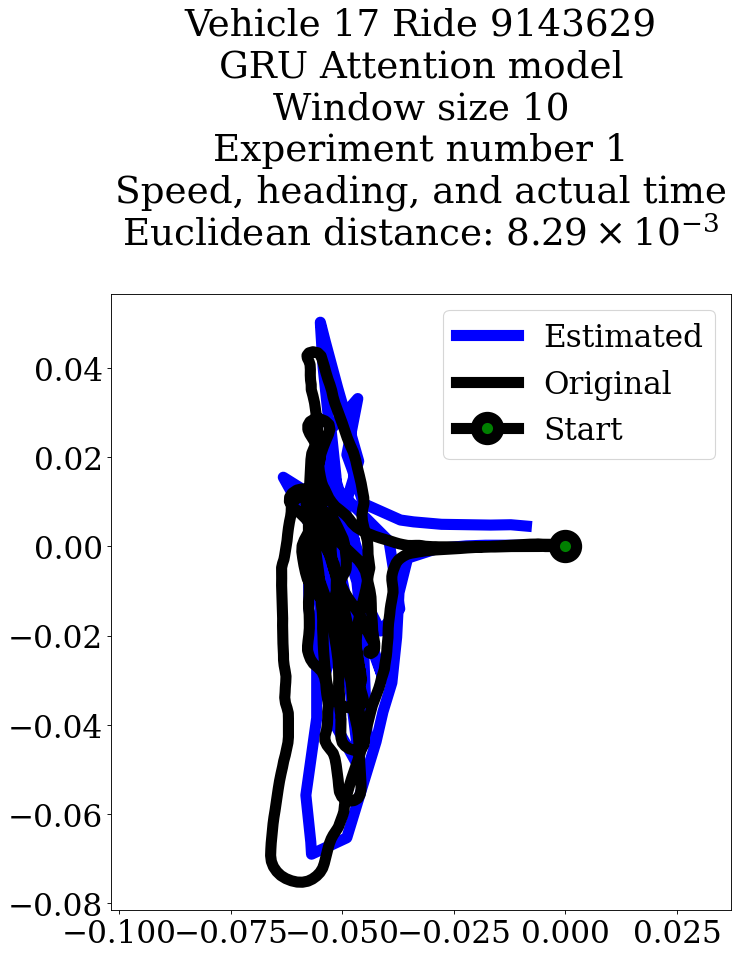 Vehicle 17 Ride 9143629
GRU Attention model
Window size 10
Experiment number 1
Speed, heading, and actual time
Euclidean distance: 8.29 × 10⁻³
Estimated
Original
Start
0.04
0.02
0.00
−0.02
−0.04
−0.06
−0.08
−0.100 −0.075 −0.050 −0.025 0.000 0.025